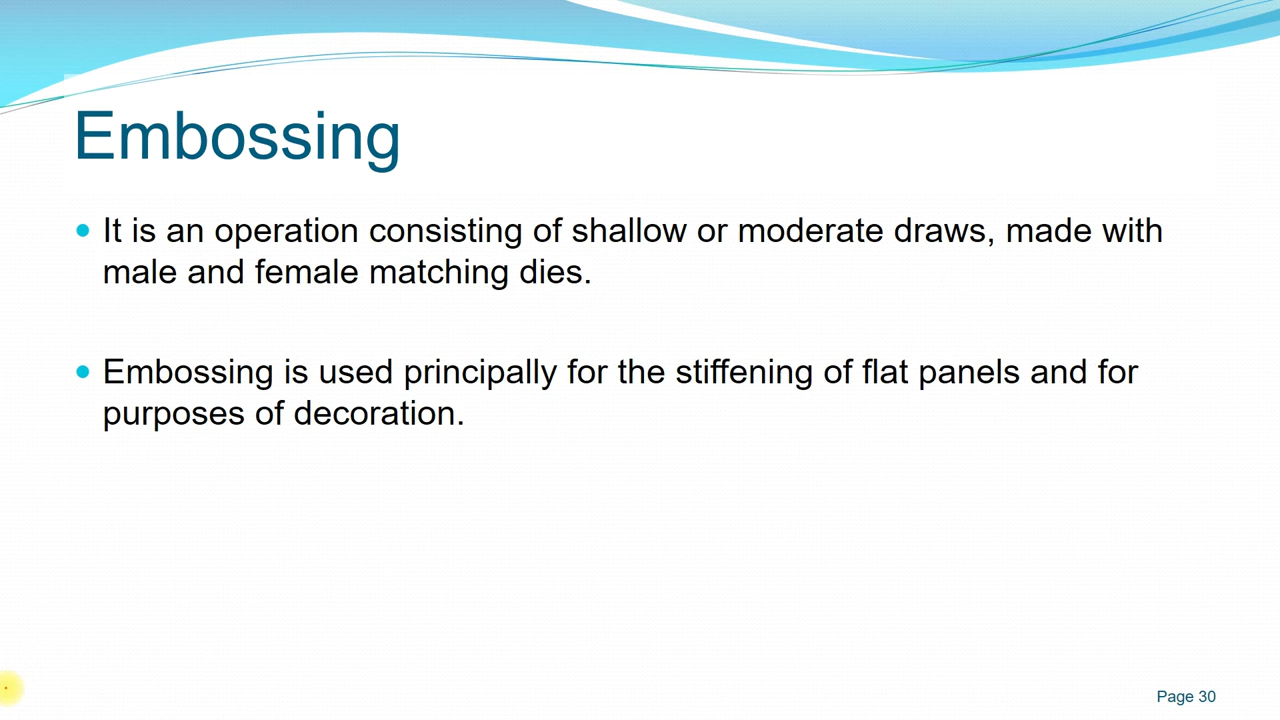 Embossing
It is an operation consisting of shallow or moderate draws, made with
male and female matching dies.
Embossing is used principally for the stiffening of flat panels and for
purposes of decoration.
Page 30